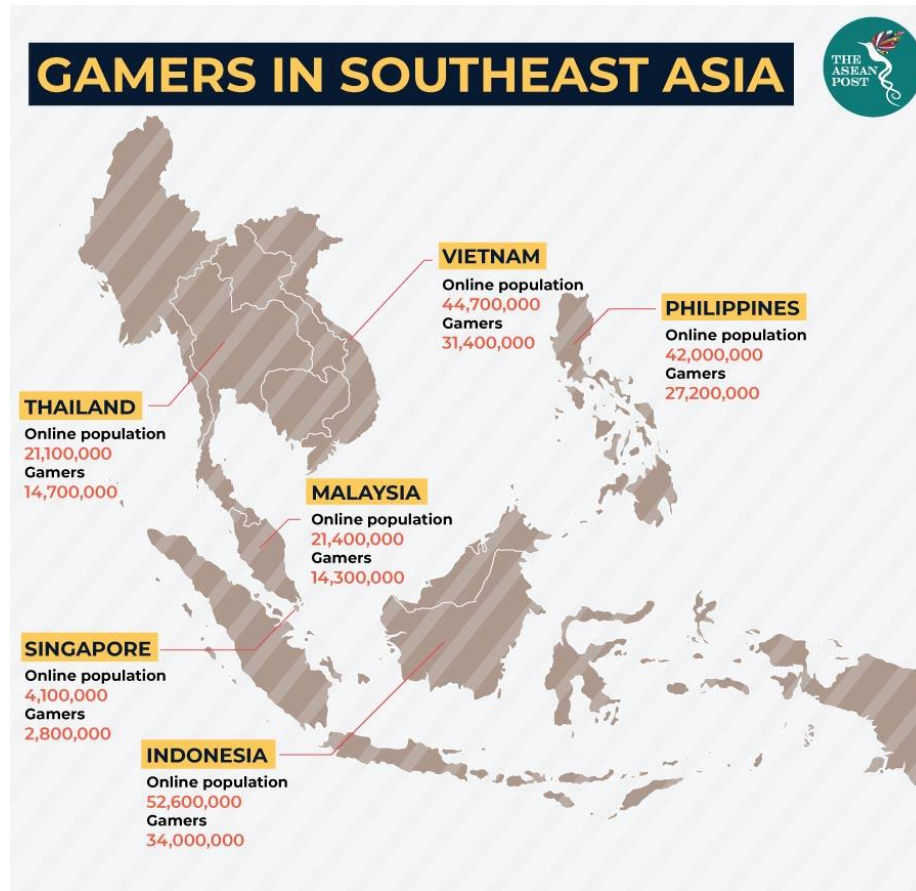 GAMERS IN SOUTHEAST ASIA
THE
ASEAN
POST
VIETNAM
Online population
44,700,000
Gamers
31,400,000
PHILIPPINES
Online population
42,000,000
Gamers
27,200,000
THAILAND
Online population
21,100,000
Gamers
14,700,000
MALAYSIA
Online population
21,400,000
Gamers
14,300,000
SINGAPORE
Online population
4,100,000
Gamers
2,800,000
INDONESIA
Online population
52,600,000
Gamers
34,000,000